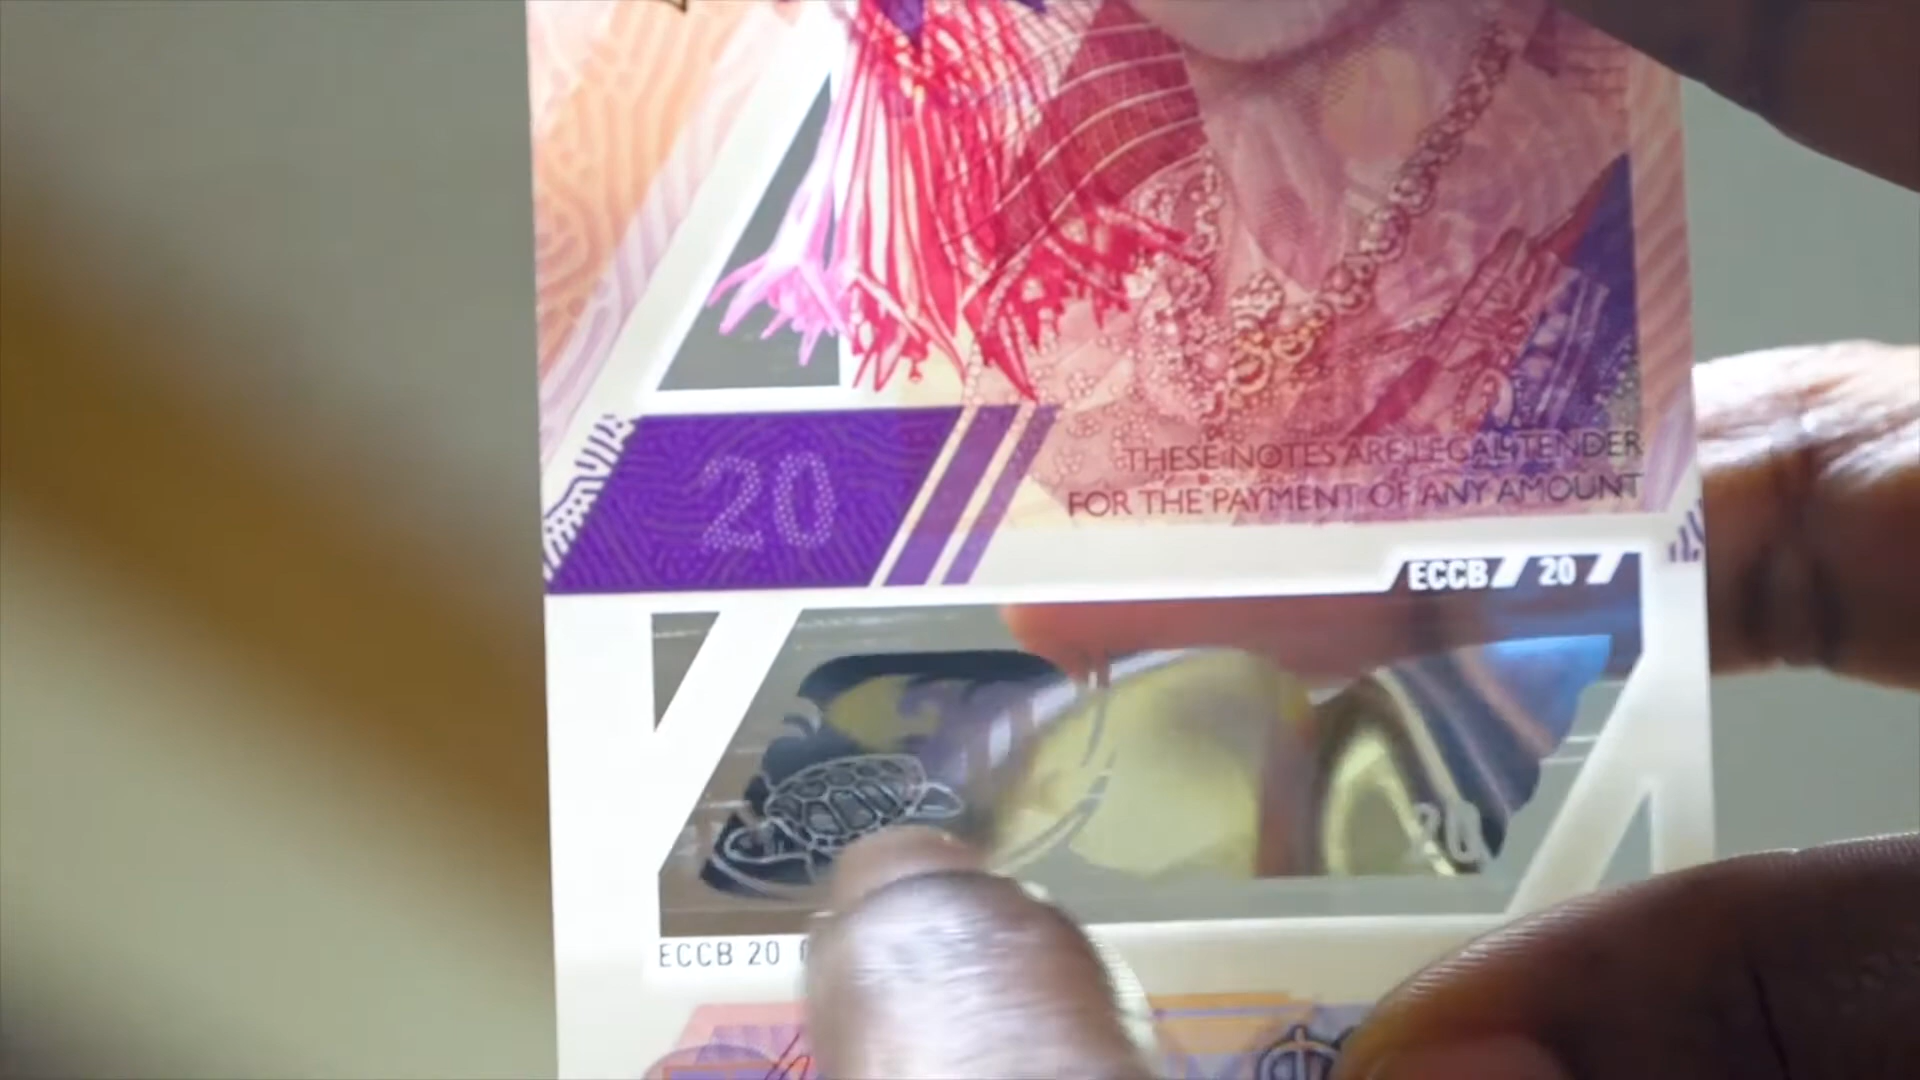 20
THESE NOTES ARE LEGAL TENDER
FOR THE PAYMENT OF ANY AMOUNT
ECCB 20
20
ECCB 20